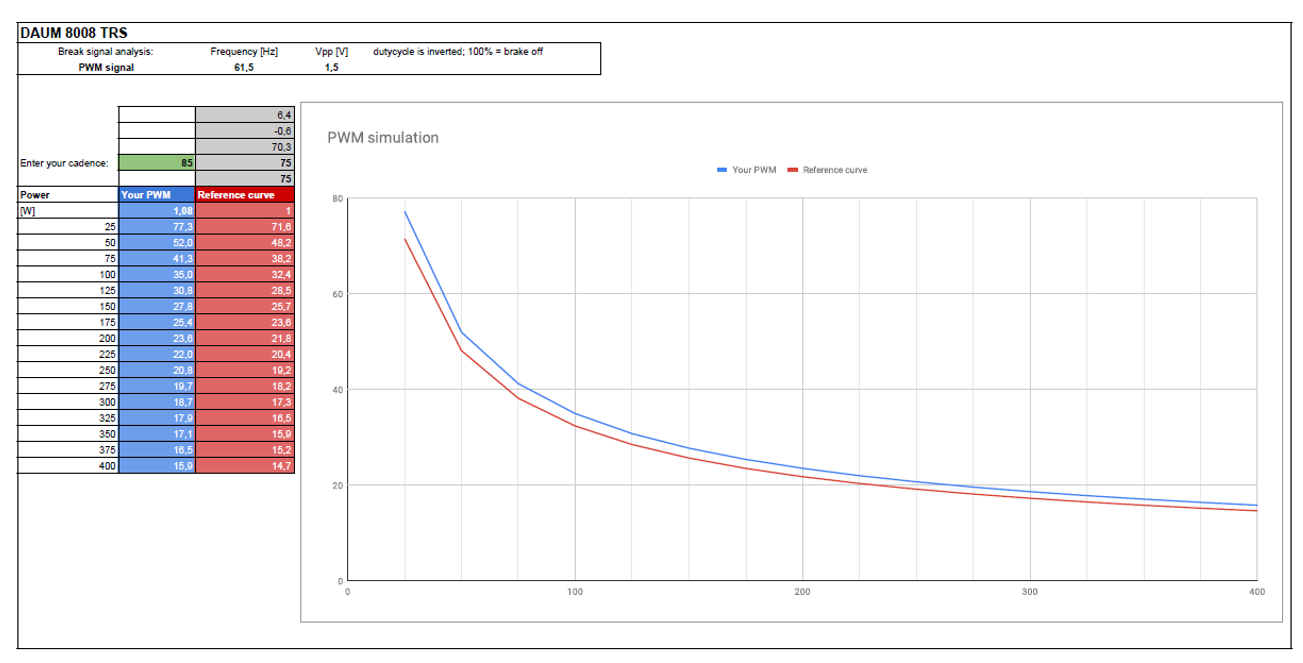 DAUM 8008 TRS
Break signal analysis: Frequency [Hz] Vpp [V] dutycycle is inverted; 100% = brake off
PWM signal 61,5 1,5
6,4
-0,6
70,3
Enter your cadence: 85 75
75
Power Your PWM Reference curve
[W] 1,08 1
25 77,3 71,6
50 52,0 48,2
75 41,3 38,2
100 35,0 32,4
125 30,8 28,5
150 27,8 25,7
175 25,4 23,6
200 23,6 21,8
225 22,0 20,4
250 20,8 19,2
275 19,7 18,2
300 18,7 17,3
325 17,9 16,5
350 17,1 15,9
375 16,5 15,2
400 15,9 14,7
PWM simulation
Your PWM Reference curve
80
60
40
20
0
0 100 200 300 400